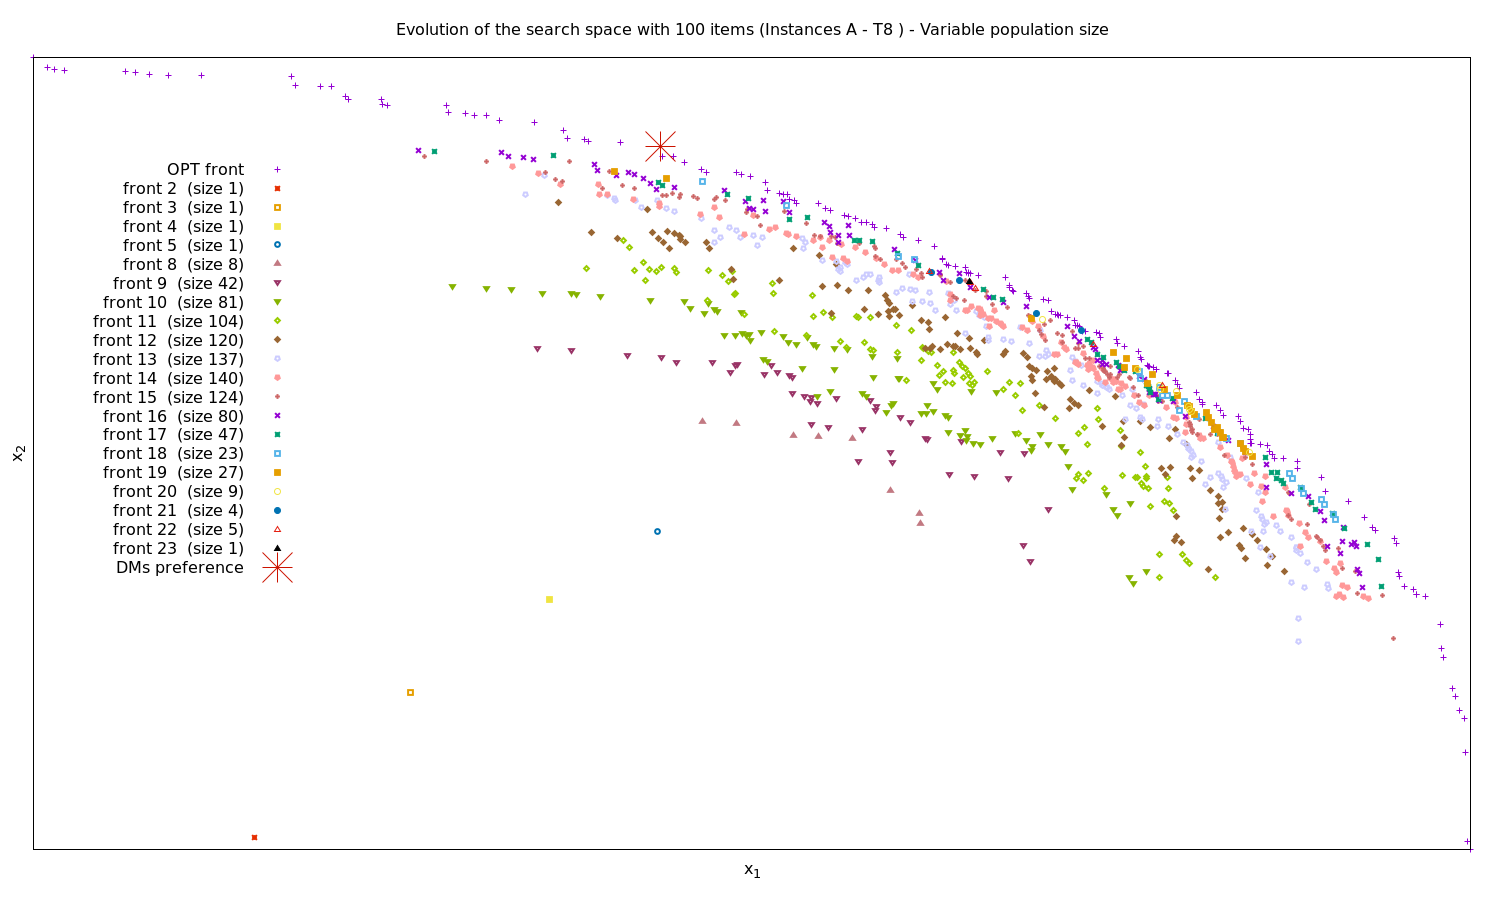 Evolution of the search space with 100 items (Instances A - T8 ) - Variable population size
OPT front
front 2 (size 1)
front 3 (size 1)
front 4 (size 1)
front 5 (size 1)
front 8 (size 8)
front 9 (size 42)
front 10 (size 81)
front 11 (size 104)
front 12 (size 120)
front 13 (size 137)
front 14 (size 140)
front 15 (size 124)
front 16 (size 80)
front 17 (size 47)
front 18 (size 23)
front 19 (size 27)
front 20 (size 9)
front 21 (size 4)
front 22 (size 5)
front 23 (size 1)
DMs preference
x2
x1